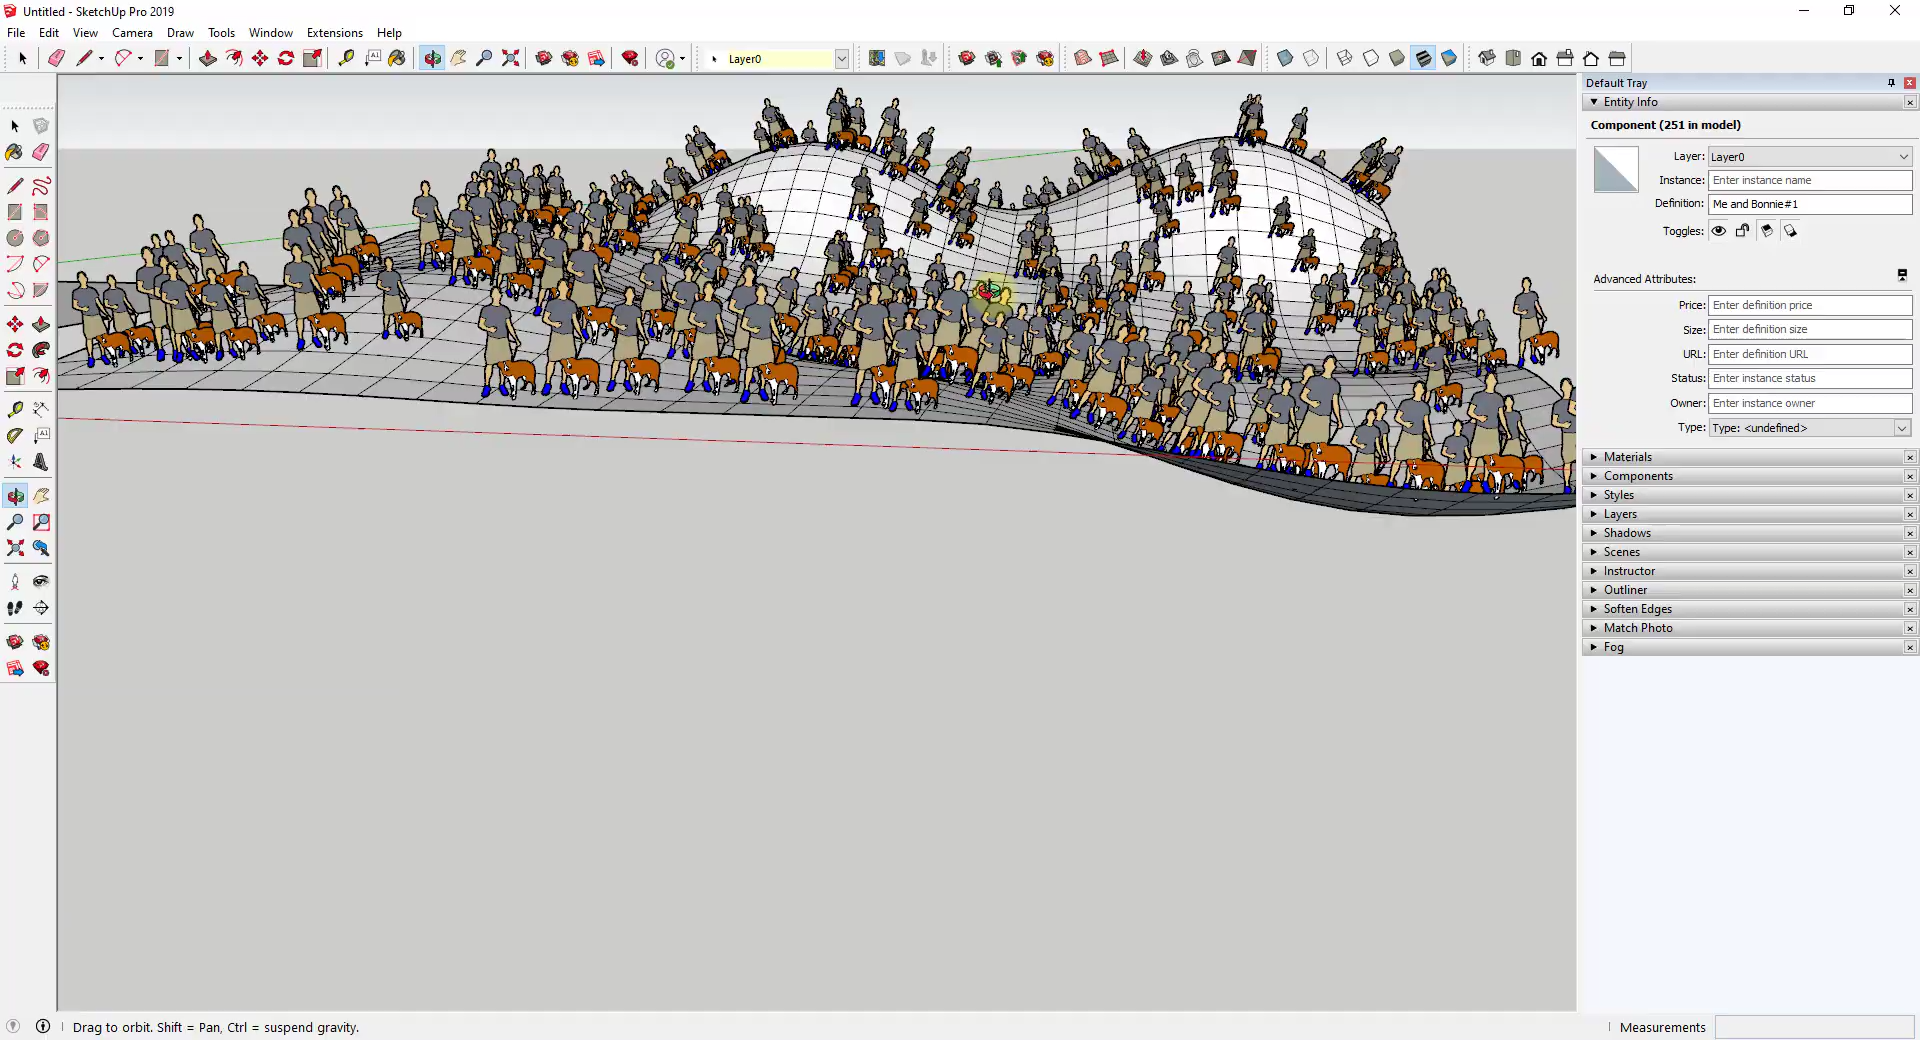 Untitled - SketchUp Pro 2019
File Edit View Camera Draw Tools Window Extensions Help
Layer0
Default Tray
Entity Info
Component (251 in model)
Layer: Layer0
Instance: Enter instance name
Definition: Me and Bonnie#1
Toggles:
Advanced Attributes:
Price: Enter definition price
Size: Enter definition size
URL: Enter definition URL
Status: Enter instance status
Owner: Enter instance owner
Type: Type: <undefined>
Materials
Components
Styles
Layers
Shadows
Scenes
Instructor
Outliner
Soften Edges
Match Photo
Fog
Drag to orbit. Shift = Pan, Ctrl = suspend gravity.
Measurements